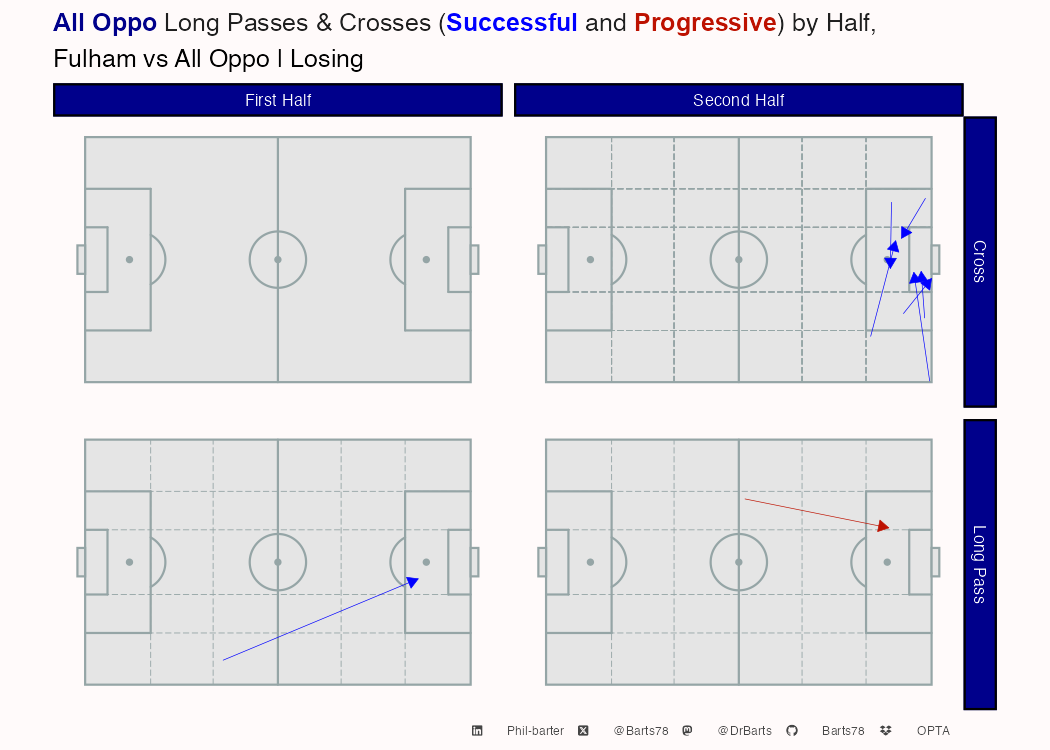 All Oppo Long Passes & Crosses (Successful and Progressive) by Half,
Fulham vs All Oppo | Losing
First Half
Second Half
Cross
Long Pass
Phil-barter @Barts78 @DrBarts Barts78 OPTA